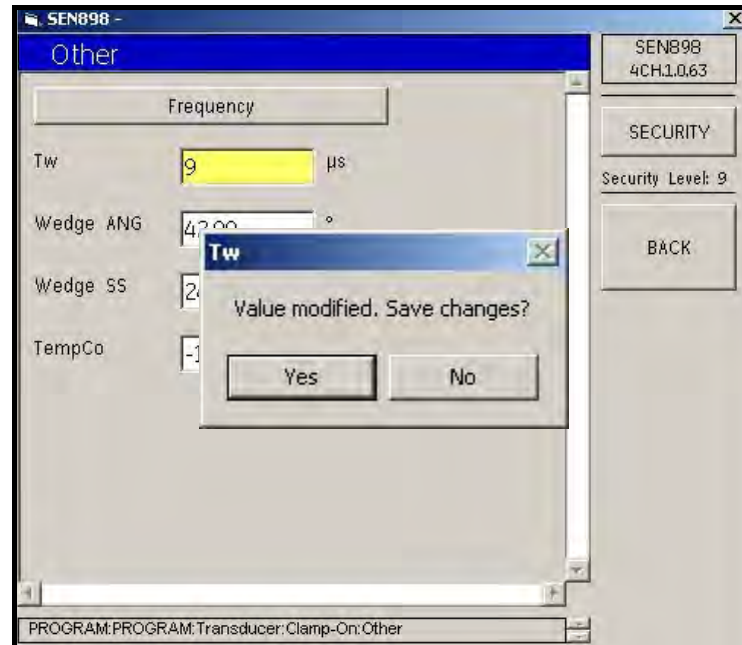 SEN898 -
Other
SEN898
4CH.1.0.63
Frequency
SECURITY
Tw 9 µs
Security Level: 9
Wedge ANG °
BACK
Tw
Value modified. Save changes?
Yes No
Wedge SS
TempCo
PROGRAM:PROGRAM:Transducer:Clamp-On:Other